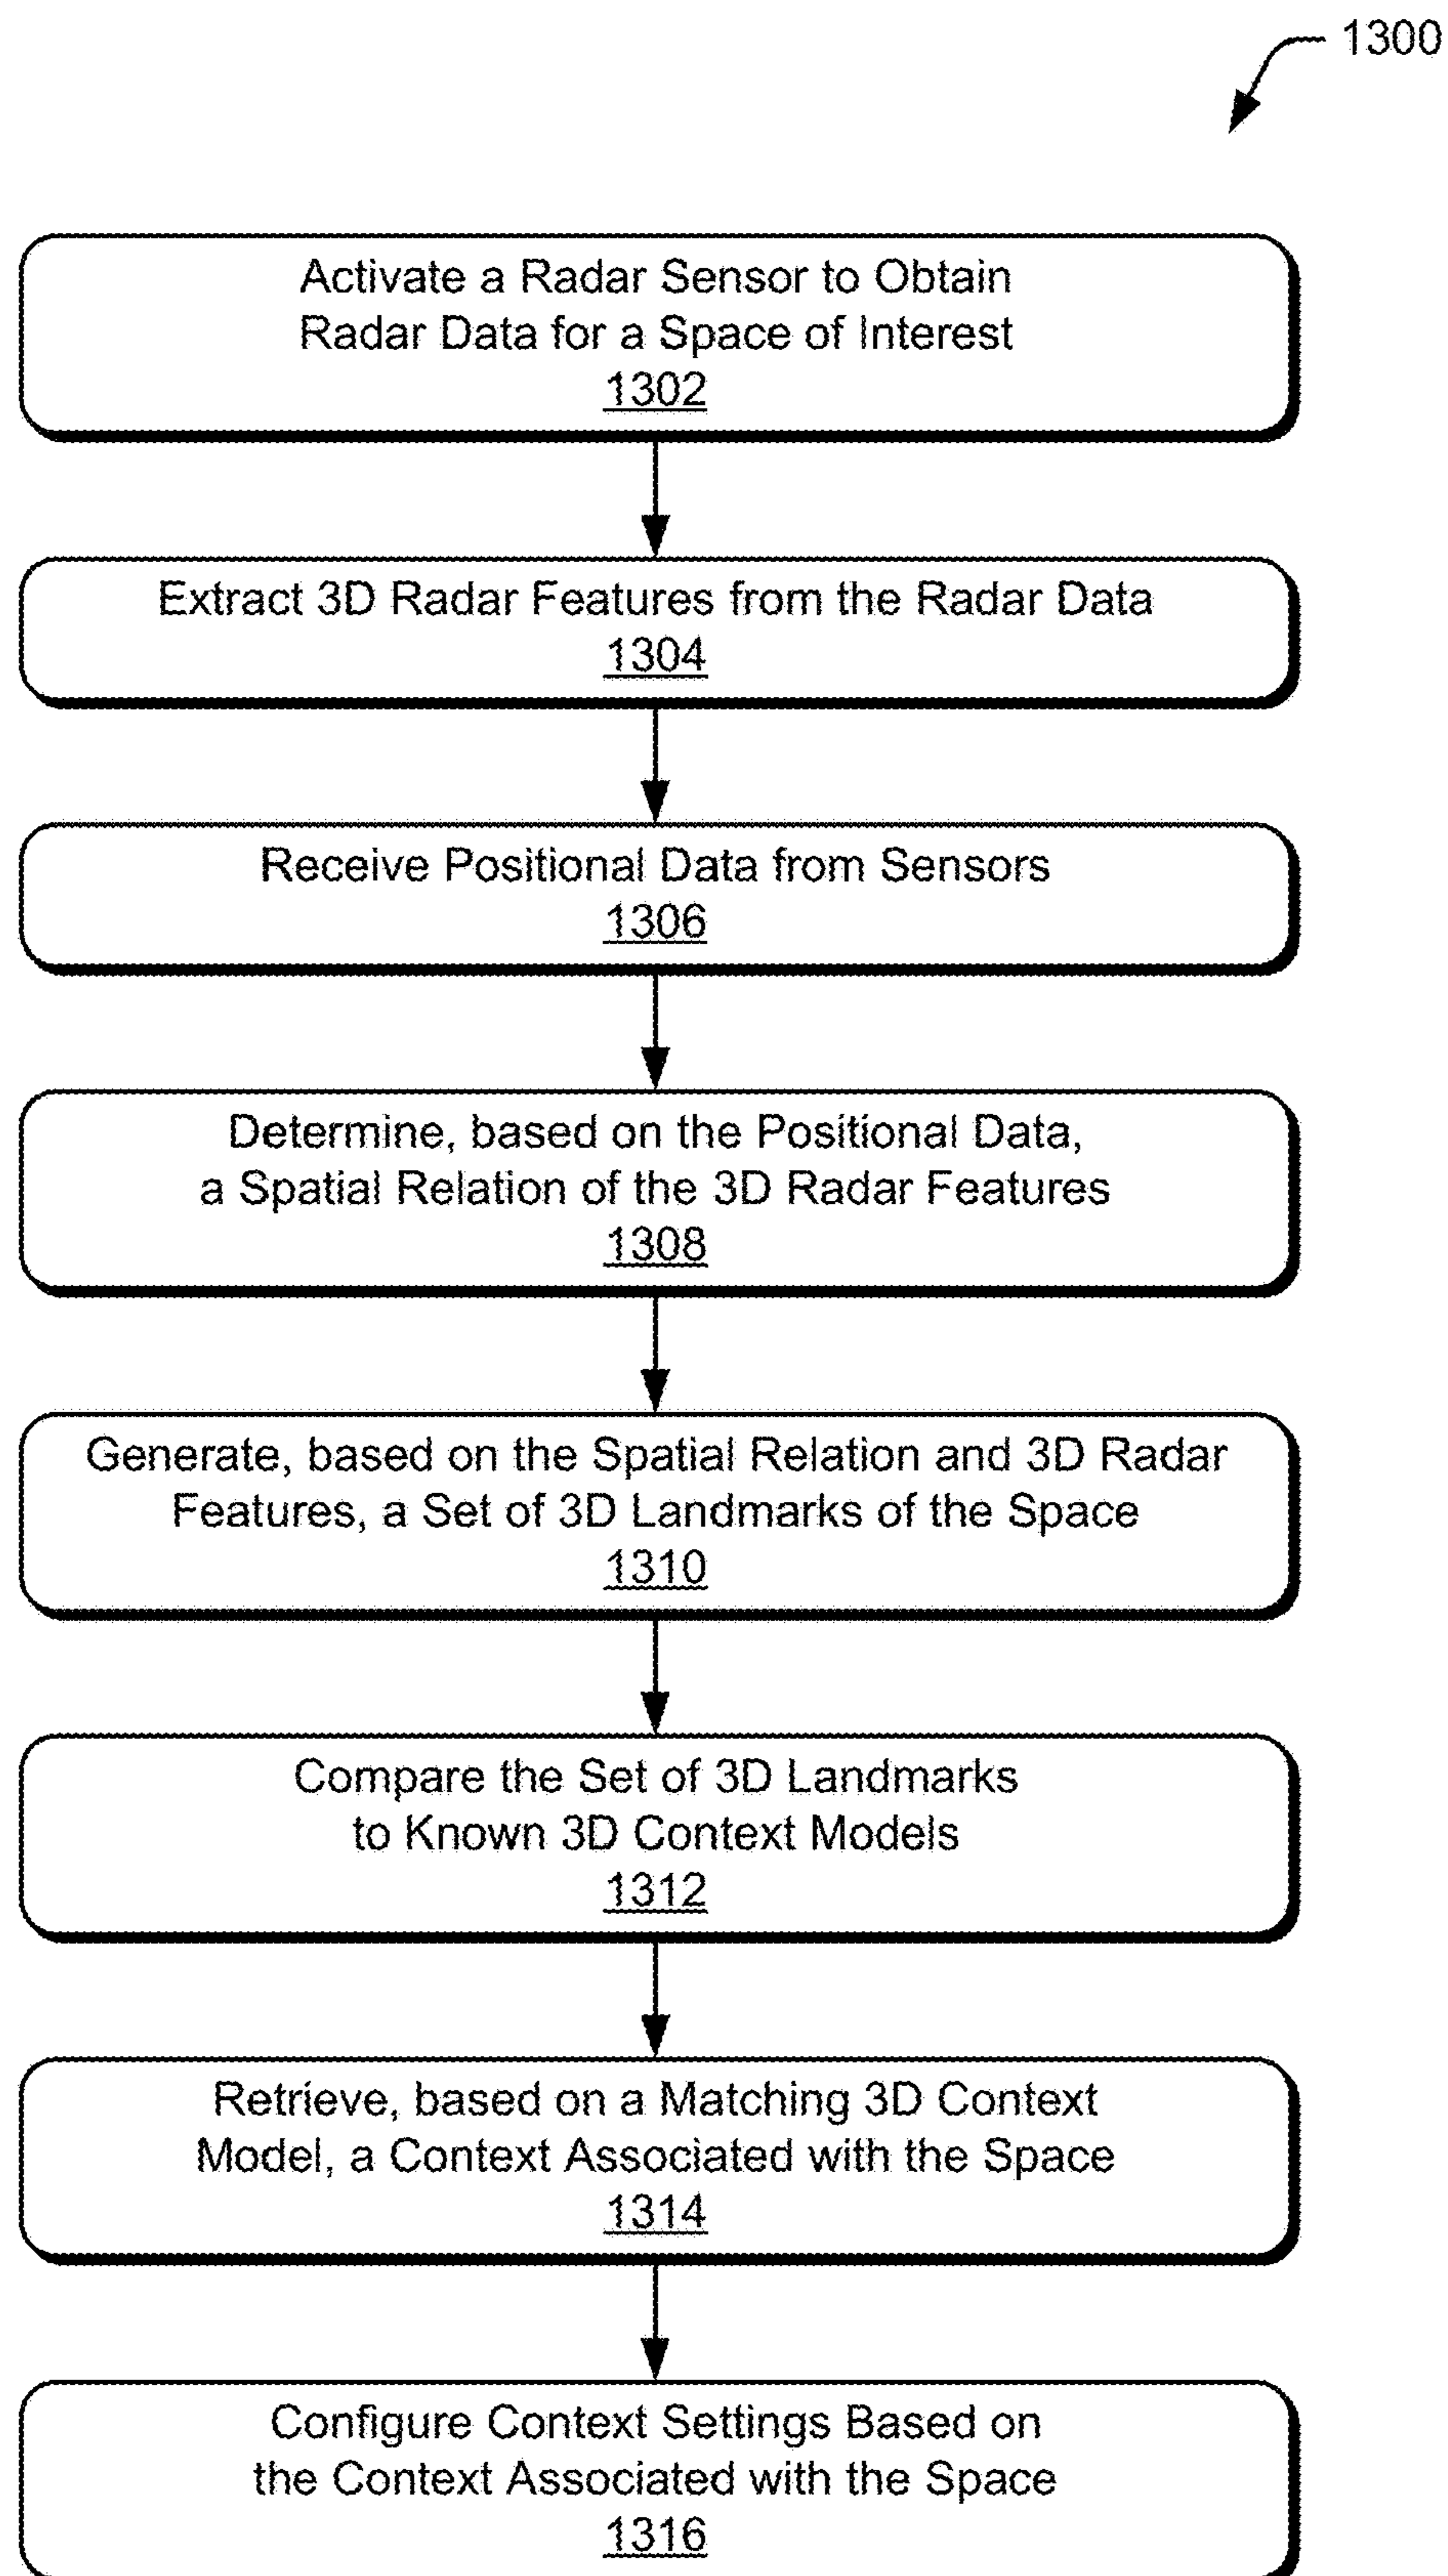 1300
Activate a Radar Sensor to Obtain
Radar Data for a Space of Interest
1302
Extract 3D Radar Features from the Radar Data
1304
Receive Positional Data from Sensors
1306
Determine, based on the Positional Data,
a Spatial Relation of the 3D Radar Features
1308
Generate, based on the Spatial Relation and 3D Radar
Features, a Set of 3D Landmarks of the Space
1310
Compare the Set of 3D Landmarks
to Known 3D Context Models
1312
Retrieve, based on a Matching 3D Context
Model, a Context Associated with the Space
1314
Configure Context Settings Based on
the Context Associated with the Space
1316